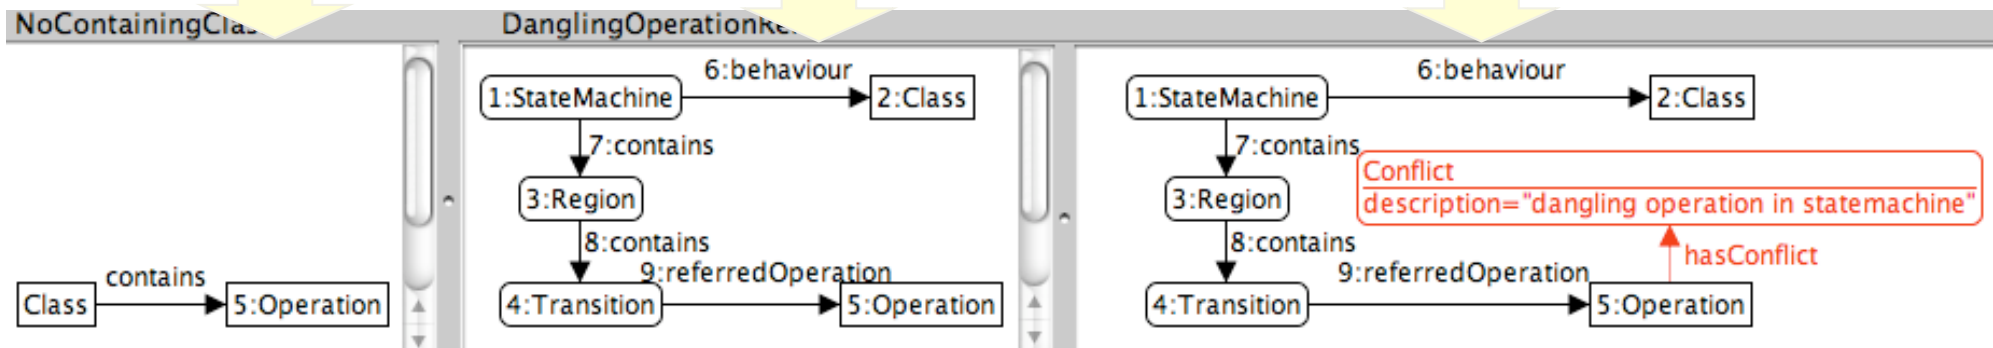 NoContainingClas
DanglingOperationRe
contains
Class
5:Operation
6:behaviour
1:StateMachine
2:Class
7:contains
3:Region
8:contains
9:referredOperation
4:Transition
5:Operation
6:behaviour
1:StateMachine
2:Class
7:contains
Conflict
description="dangling operation in statemachine"
3:Region
8:contains
hasConflict
9:referredOperation
4:Transition
5:Operation